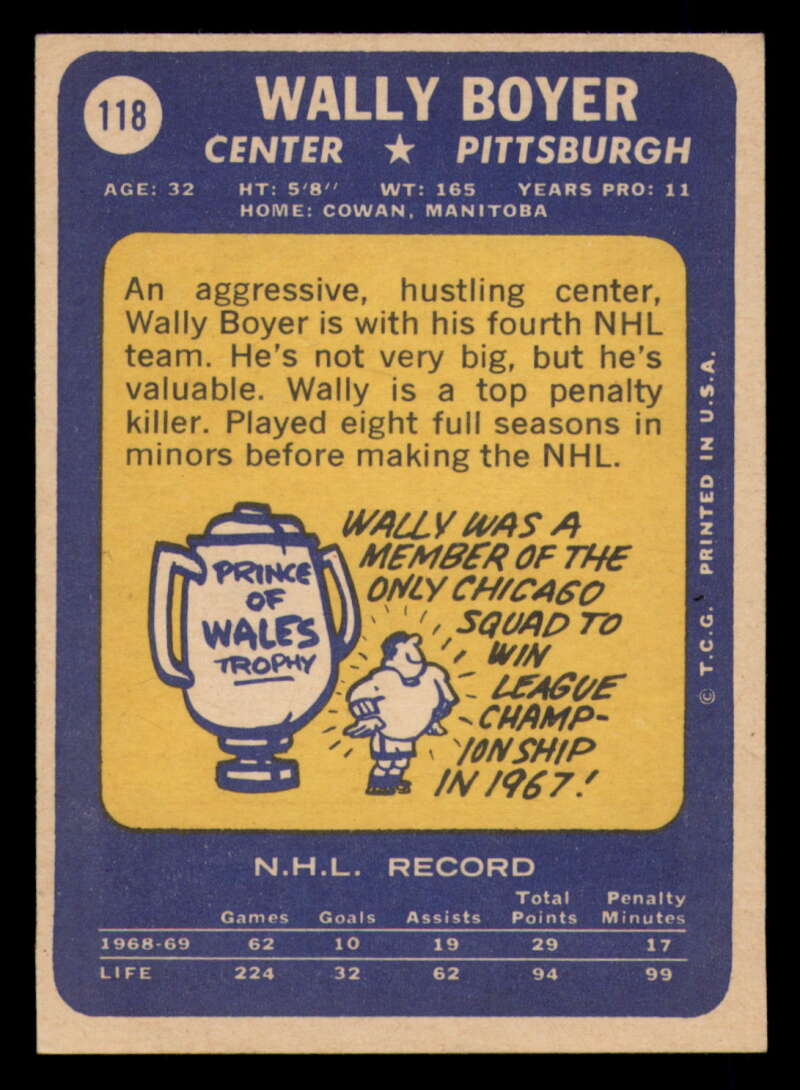 118
WALLY BOYER
CENTER ★ PITTSBURGH
AGE: 32 HT: 5'8'' WT: 165 YEARS PRO: 11
HOME: COWAN, MANITOBA
An aggressive, hustling center,
Wally Boyer is with his fourth NHL
team. He's not very big, but he's
valuable. Wally is a top penalty
killer. Played eight full seasons in
minors before making the NHL.
PRINCE
OF
WALES
TROPHY
WALLY WAS A
MEMBER OF THE
ONLY CHICAGO
SQUAD TO
WIN
LEAGUE
CHAMP-
IONSHIP
IN 1967!
© T.C.G. PRINTED IN U.S.A.
N.H.L. RECORD
Games Goals Assists Total Points Penalty Minutes
1968-69 62 10 19 29 17
LIFE 224 32 62 94 99